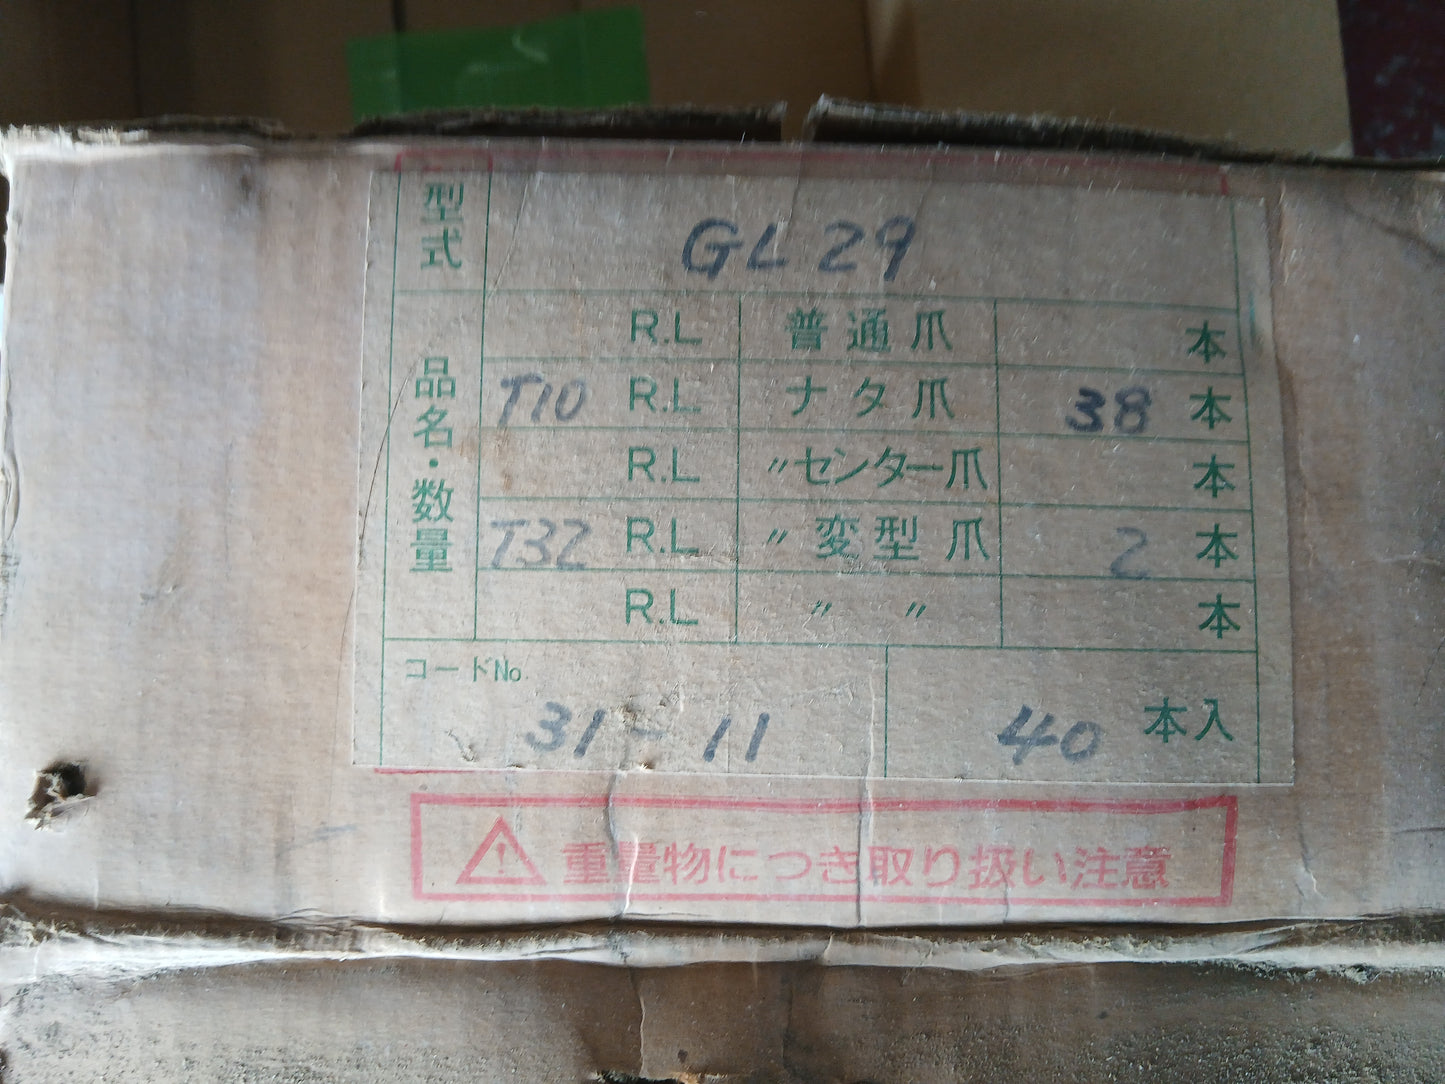 型式 GL29
品名・数量
R.L 普通爪 本
T10 R.L ナタ爪 38 本
R.L 〃センター爪 本
T32 R.L 〃変型爪 2 本
R.L 〃 〃 本
コードNo.
31-11 40 本入
重量物につき取り扱い注意